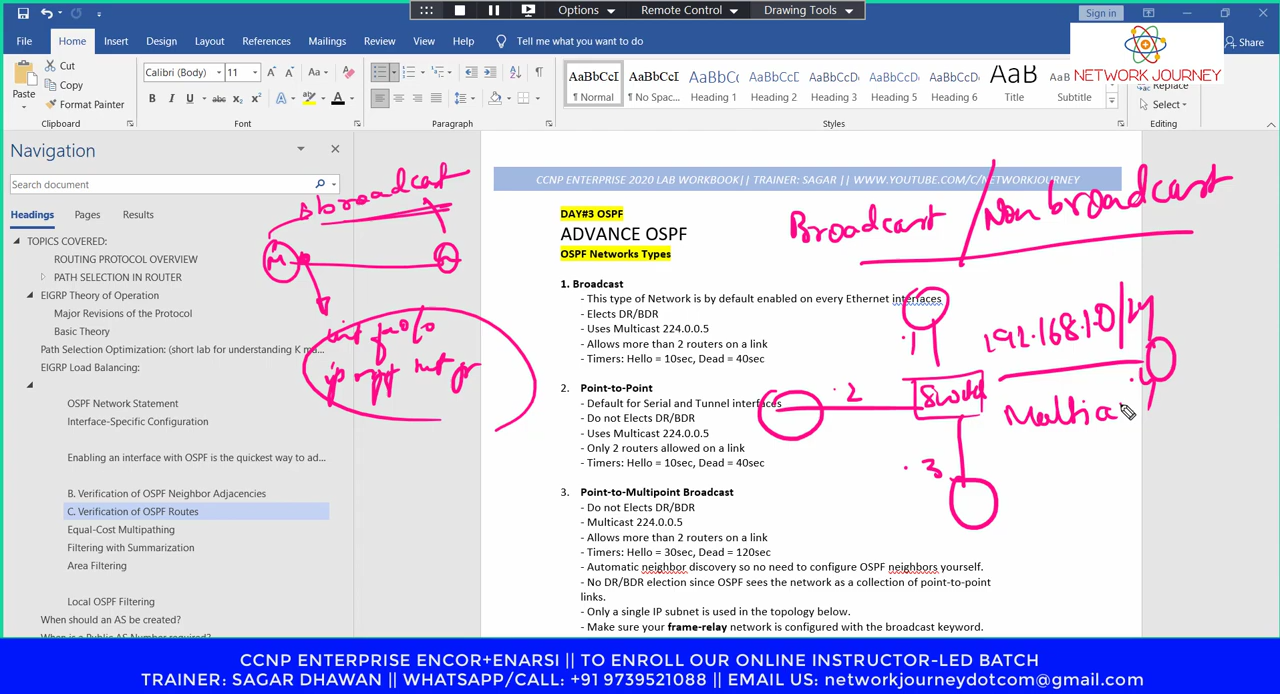 Options
Remote Control
Drawing Tools
Sign in
File Home Insert Design Layout References Mailings Review View Help Tell me what you want to do
Share
NETWORK JOURNEY
Paste
Cut
Copy
Format Painter
Clipboard
Calibri (Body) 11
Font
Paragraph
AaBbCcI AaBbCcI AaBbC AaBbCcI AaBbCcI AaBbCcI AaBbCcI AaB AaBbCcI
¶ Normal ¶ No Spac... Heading 1 Heading 2 Heading 3 Heading 5 Heading 6 Title Subtitle
Styles
Replace
Select
Editing
Navigation
Search document
Headings Pages Results
TOPICS COVERED:
ROUTING PROTOCOL OVERVIEW
PATH SELECTION IN ROUTER
EIGRP Theory of Operation
Major Revisions of the Protocol
Basic Theory
Path Selection Optimization: (short lab for understanding K ma...
EIGRP Load Balancing:
OSPF Network Statement
Interface-Specific Configuration
Enabling an interface with OSPF is the quickest way to ad...
B. Verification of OSPF Neighbor Adjacencies
C. Verification of OSPF Routes
Equal-Cost Multipathing
Filtering with Summarization
Area Filtering
Local OSPF Filtering
When should an AS be created?
When is a Public AS Number required?
CCNP ENTERPRISE 2020 LAB WORKBOOK|| TRAINER: SAGAR || WWW.YOUTUBE.COM/C/NETWORKJOURNEY
DAY#3 OSPF
ADVANCE OSPF
OSPF Networks Types
1. Broadcast
- This type of Network is by default enabled on every Ethernet interfaces
- Elects DR/BDR
- Uses Multicast 224.0.0.5
- Allows more than 2 routers on a link
- Timers: Hello = 10sec, Dead = 40sec
2. Point-to-Point
- Default for Serial and Tunnel interfaces
- Do not Elects DR/BDR
- Uses Multicast 224.0.0.5
- Only 2 routers allowed on a link
- Timers: Hello = 10sec, Dead = 40sec
3. Point-to-Multipoint Broadcast
- Do not Elects DR/BDR
- Multicast 224.0.0.5
- Allows more than 2 routers on a link
- Timers: Hello = 30sec, Dead = 120sec
- Automatic neighbor discovery so no need to configure OSPF neighbors yourself.
- No DR/BDR election since OSPF sees the network as a collection of point-to-point
links.
- Only a single IP subnet is used in the topology below.
- Make sure your frame-relay network is configured with the broadcast keyword.
broadcast
Broadcast / Non broadcast
192.168.1.0/24
.1
.2
.3
.4
Multi a
CCNP ENTERPRISE ENCOR+ENARSI || TO ENROLL OUR ONLINE INSTRUCTOR-LED BATCH
TRAINER: SAGAR DHAWAN || WHATSAPP/CALL: +91 9739521088 || EMAIL US: networkjourneydotcom@gmail.com